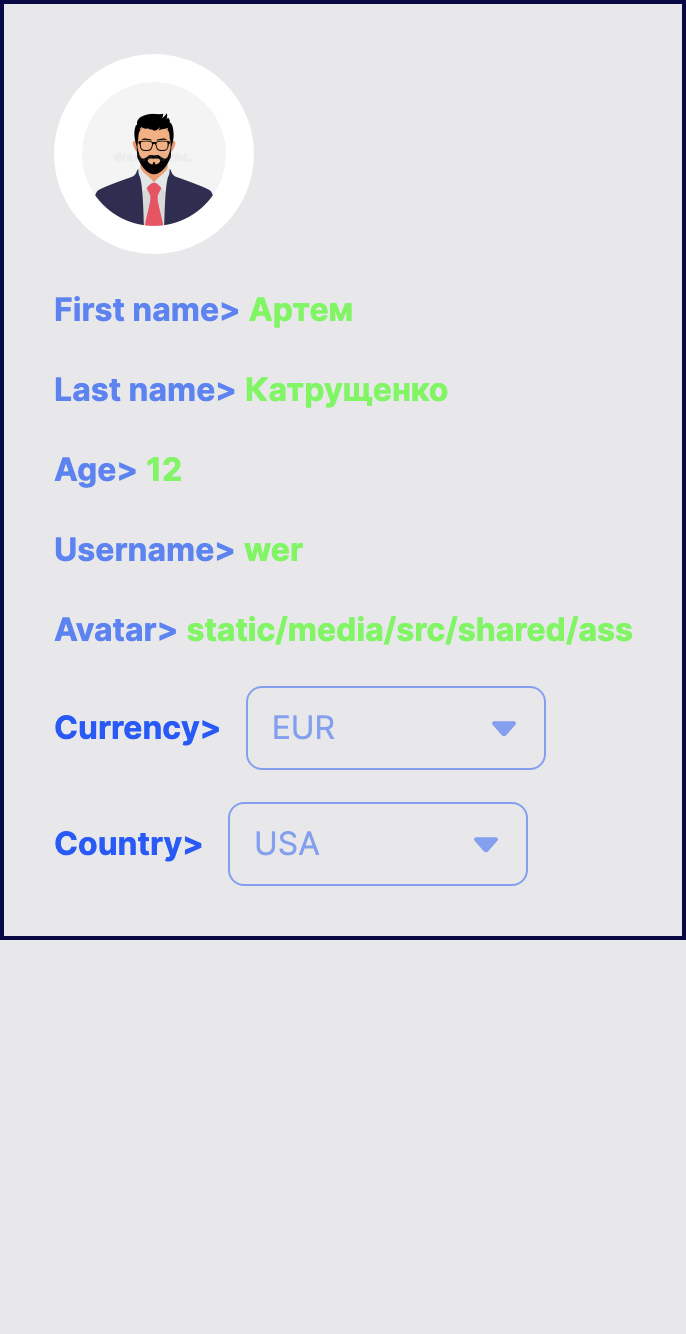 First name> Артем
Last name> Катрущенко
Age> 12
Username> wer
Avatar> static/media/src/shared/ass
Currency> EUR
Country> USA